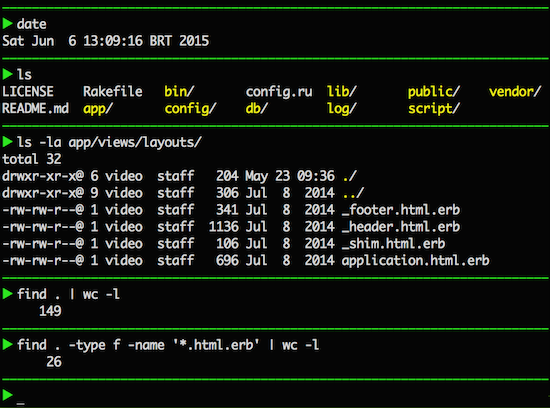 ▶ date
Sat Jun  6 13:09:16 BRT 2015
▶ ls
LICENSE    Rakefile   bin/       config.ru  lib/       public/    vendor/
README.md  app/       config/    db/        log/       script/
▶ ls -la app/views/layouts/
total 32
drwxr-xr-x@ 6 video  staff   204 May 23 09:36 ./
drwxr-xr-x@ 9 video  staff   306 Jul  8  2014 ../
-rw-rw-r--@ 1 video  staff   341 Jul  8  2014 _footer.html.erb
-rw-rw-r--@ 1 video  staff  1136 Jul  8  2014 _header.html.erb
-rw-rw-r--@ 1 video  staff   106 Jul  8  2014 _shim.html.erb
-rw-rw-r--@ 1 video  staff   696 Jul  8  2014 application.html.erb
▶ find . | wc -l
     149
▶ find . -type f -name '*.html.erb' | wc -l
      26
▶ _